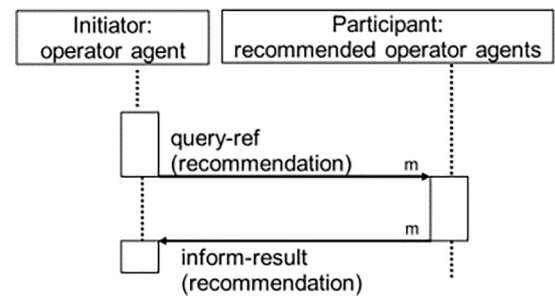 Initiator:
operator agent
Participant:
recommended operator agents
query-ref
(recommendation)
m
m
inform-result
(recommendation)